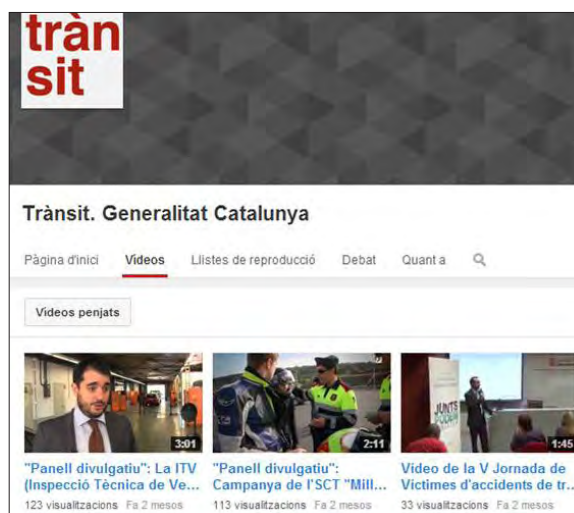 tràn
sit
Trànsit. Generalitat Catalunya
Pàgina d'inici Vídeos Llistes de reproducció Debat Quant a
Vídeos penjats
3:01 2:11 1:45
JUNTS
PODEM
"Panell divulgatiu": La ITV "Panell divulgatiu": Vídeo de la V Jornada de
(Inspecció Tècnica de Ve... Campanya de l'SCT "Mill... Víctimes d'accidents de tr...
123 visualitzacions Fa 2 mesos 113 visualitzacions Fa 2 mesos 33 visualitzacions Fa 2 mesos